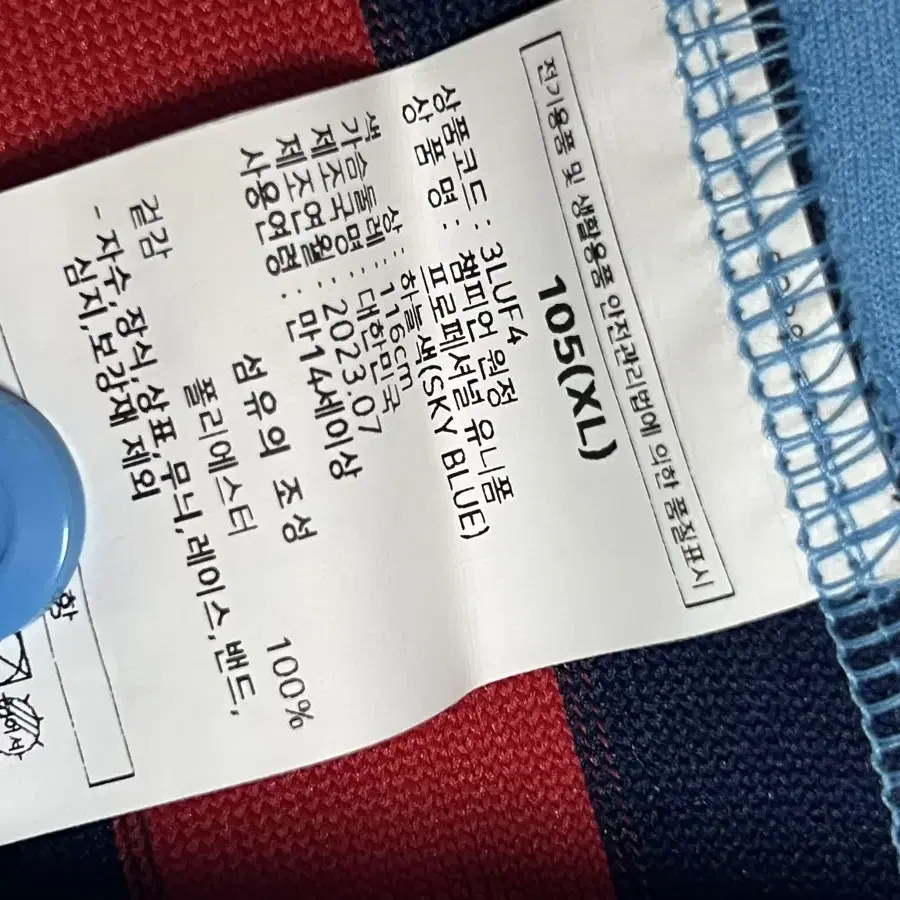 전기용품 및 생활용품 안전관리법에 의한 품질표시
105(XL)
상품코드 : 3LUF4
상 품 명 : 챔피언 원정
프로페셔널 유니폼
색 상 : 하늘색(SKY BLUE)
가슴둘레 : 116cm
제조국명 : 대한민국
제조연월 : 2023.07
사용연령 : 만14세이상
섬유의 조성
겉감 폴리에스터 100%
- 자수, 장식, 상표, 무늬, 레이스, 밴드,
심지, 보강재 제외
항